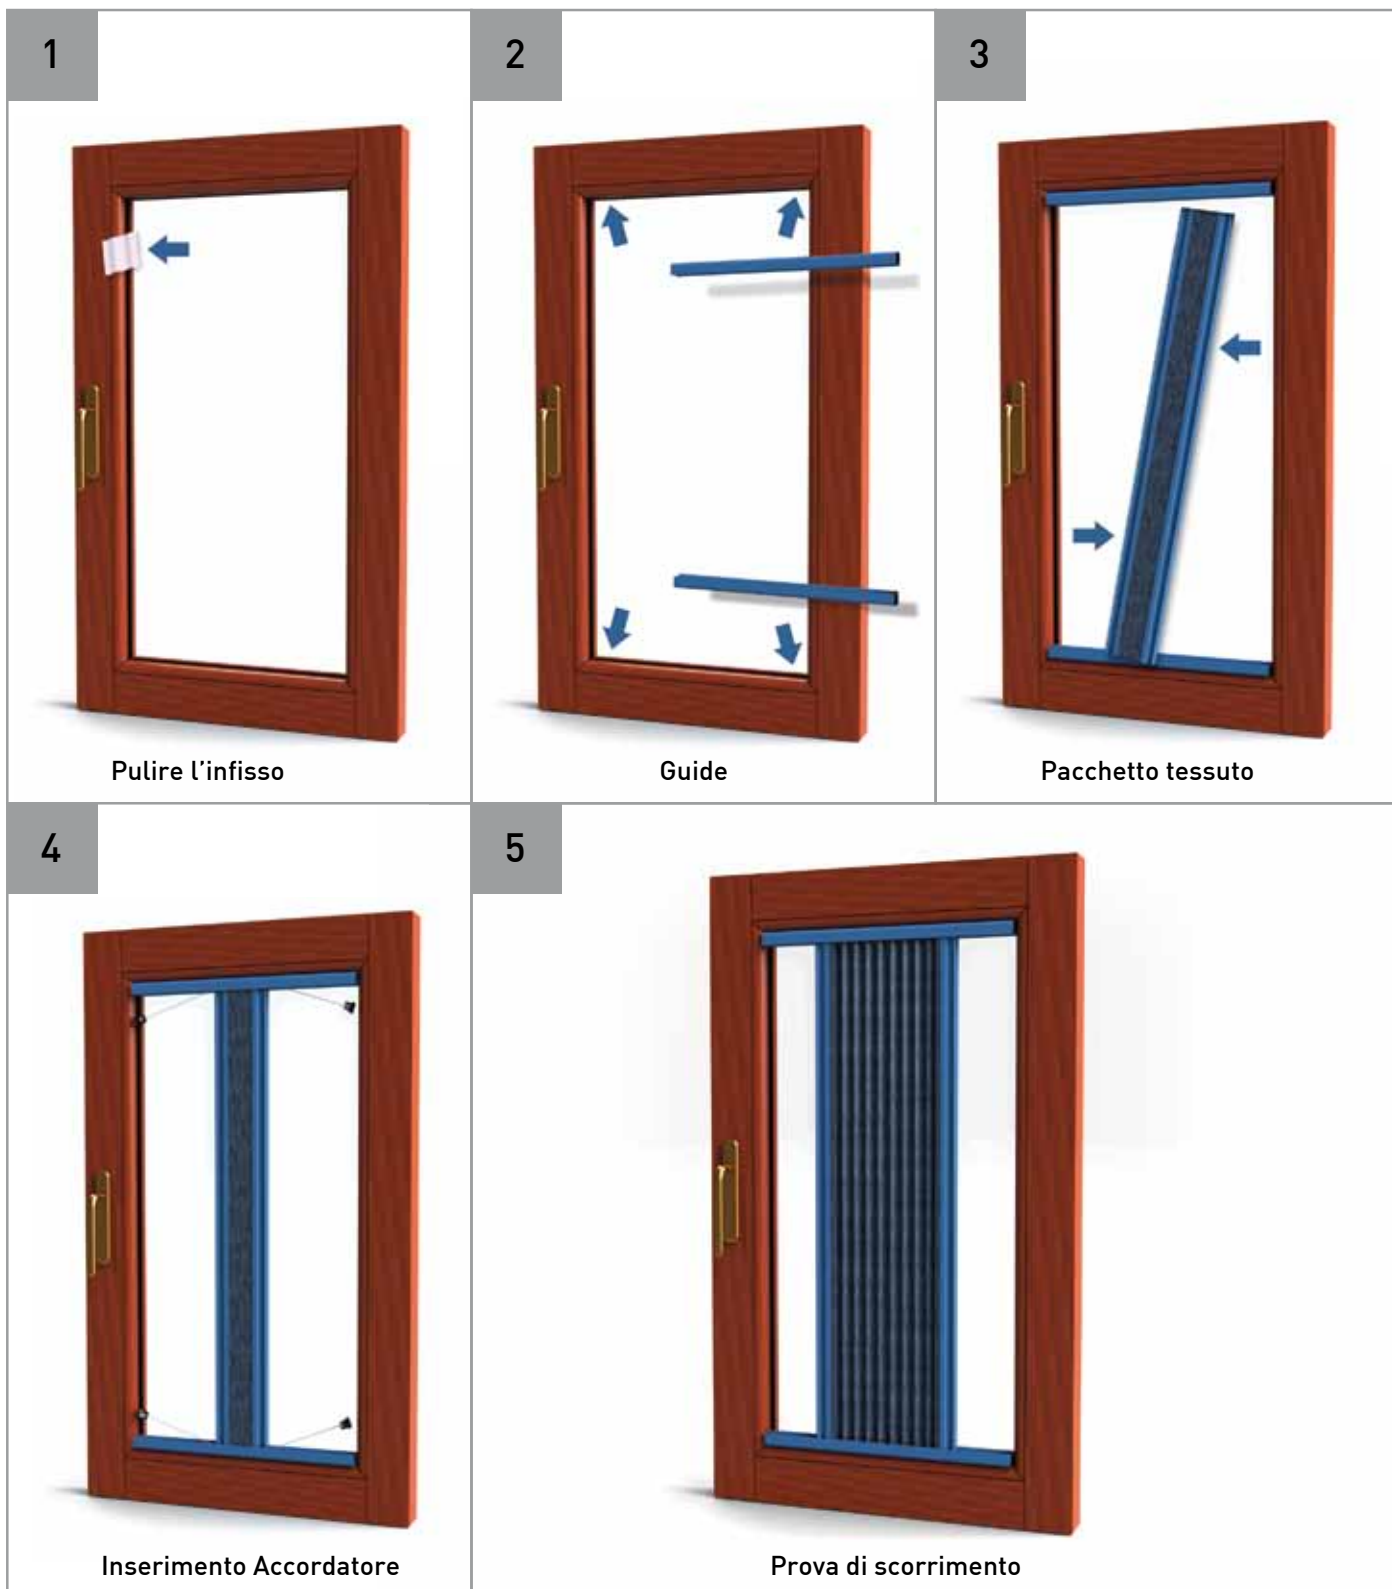 1
2
3
Pulire l'infisso
Guide
Pacchetto tessuto
4
5
Inserimento Accordatore
Prova di scorrimento